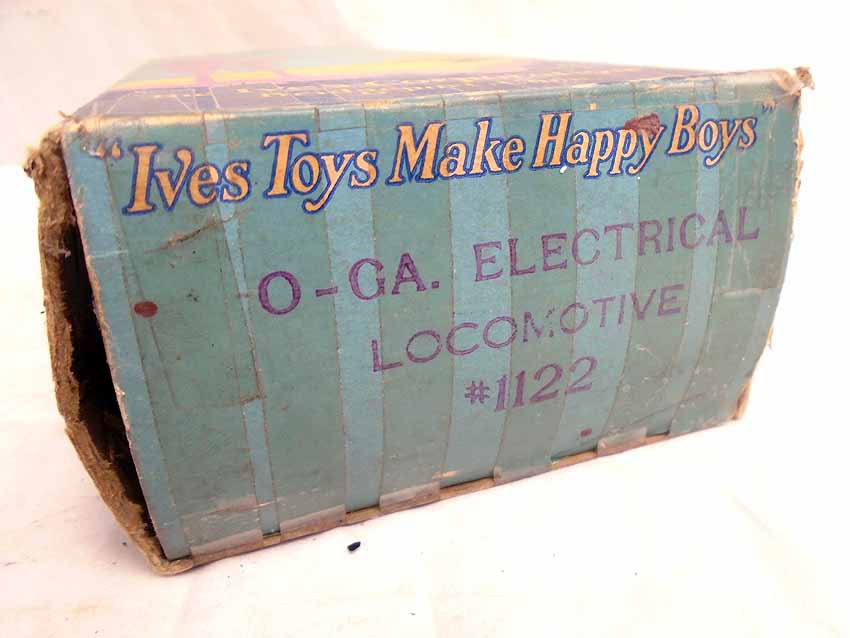 "Ives Toys Make Happy Boys"
O-GA. ELECTRICAL
LOCOMOTIVE
#1122